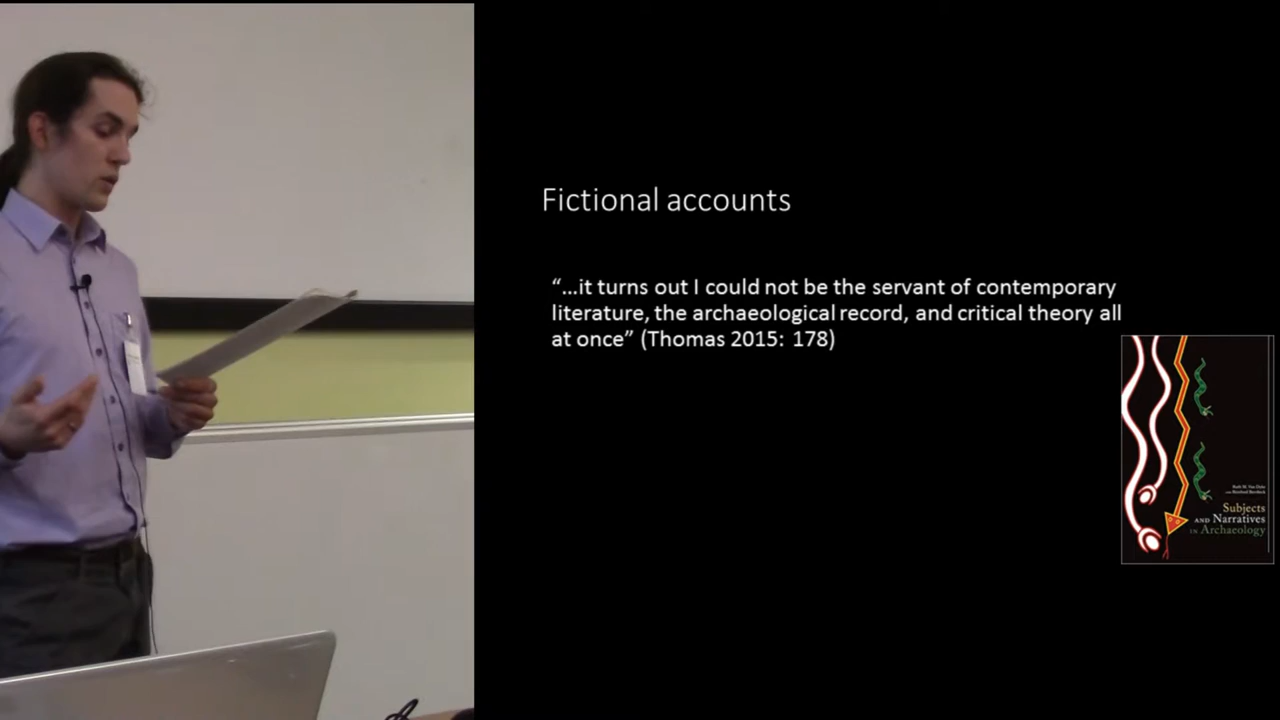 Fictional accounts
“...it turns out I could not be the servant of contemporary
literature, the archaeological record, and critical theory all
at once” (Thomas 2015: 178)
Subjects
AND Narratives
IN Archaeology